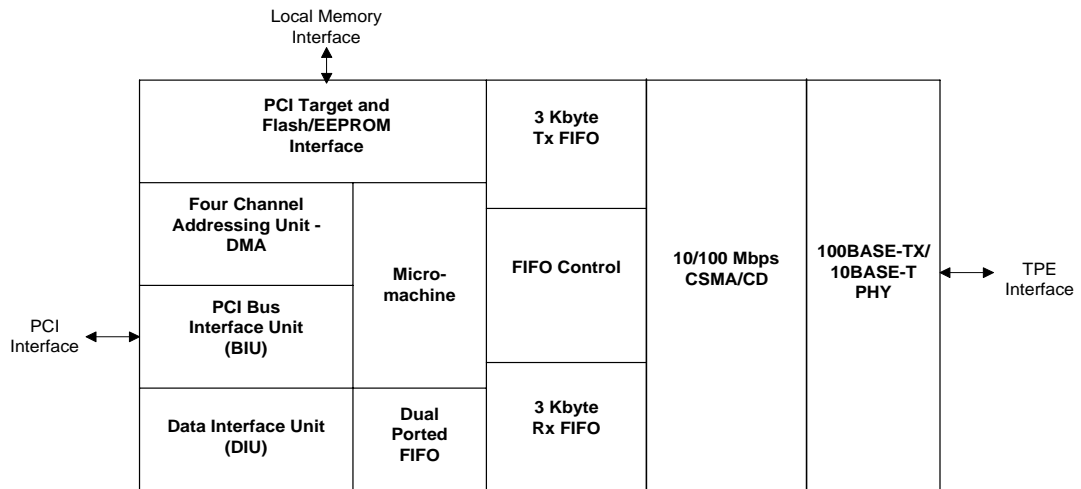 Local Memory
Interface
PCI Target and
Flash/EEPROM
Interface
3 Kbyte
Tx FIFO
Four Channel
Addressing Unit -
DMA
Micro-
machine
FIFO Control
10/100 Mbps
CSMA/CD
100BASE-TX/
10BASE-T
PHY
TPE
Interface
PCI
Interface
PCI Bus
Interface Unit
(BIU)
Data Interface Unit
(DIU)
Dual
Ported
FIFO
3 Kbyte
Rx FIFO